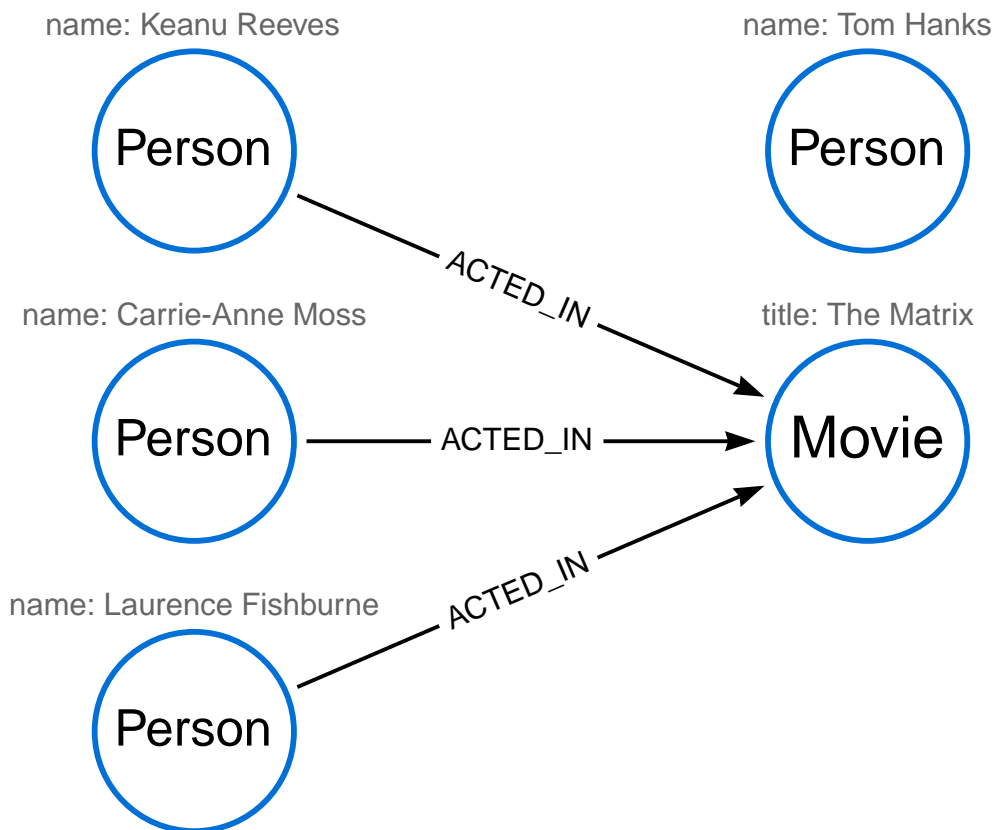 name: Keanu Reeves
name: Tom Hanks
Person
Person
ACTED_IN
name: Carrie-Anne Moss
title: The Matrix
Person
ACTED_IN
Movie
ACTED_IN
name: Laurence Fishburne
Person